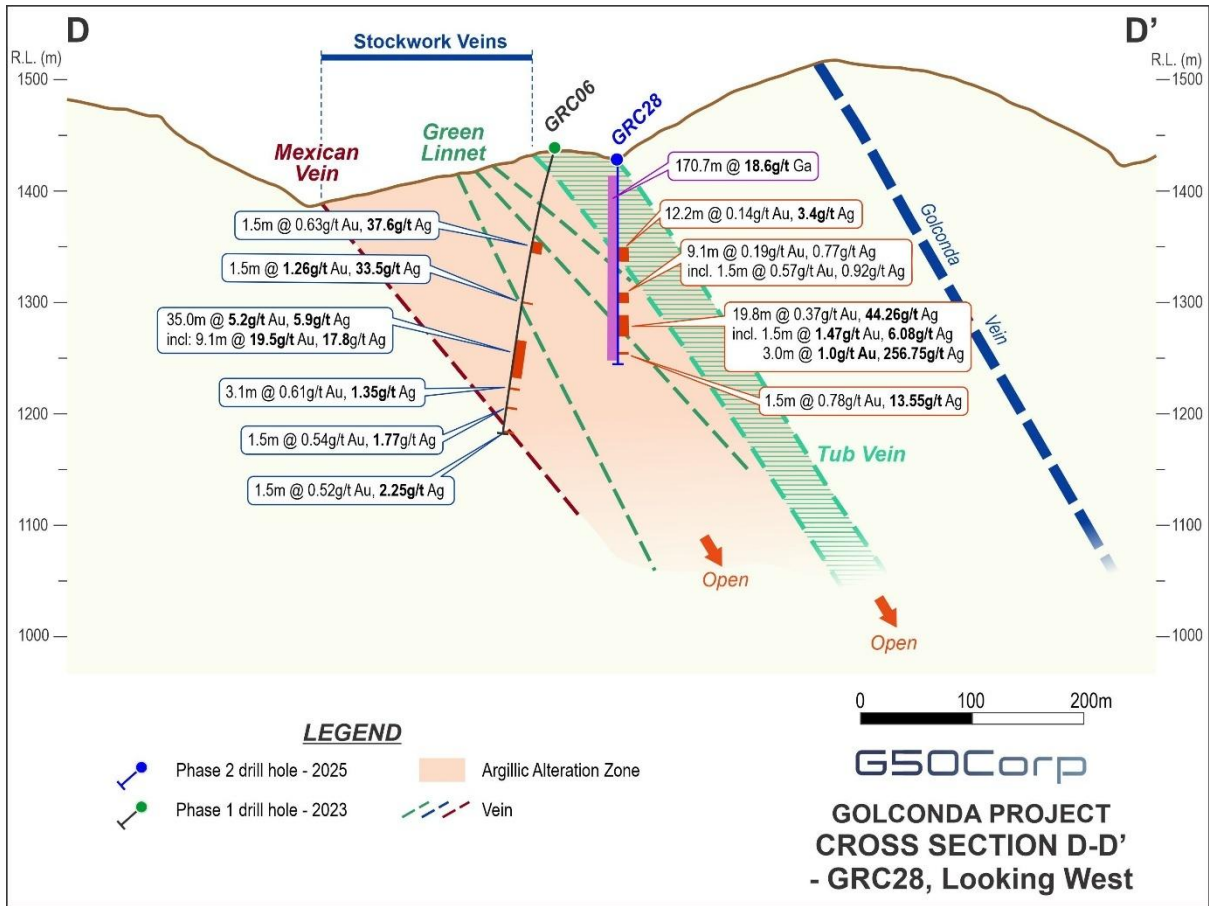 D
D’
R.L. (m)
R.L. (m)
Stockwork Veins
1500
1500
1400
1400
1300
1300
1200
1200
1100
1100
1000
1000
GRC06
GRC28
Green
Linnet
Mexican
Vein
Golconda
Vein
Tub Vein
170.7m @ 18.6g/t Ga
12.2m @ 0.14g/t Au, 3.4g/t Ag
9.1m @ 0.19g/t Au, 0.77g/t Ag
incl. 1.5m @ 0.57g/t Au, 0.92g/t Ag
19.8m @ 0.37g/t Au, 44.26g/t Ag
incl. 1.5m @ 1.47g/t Au, 6.08g/t Ag
3.0m @ 1.0g/t Au, 256.75g/t Ag
1.5m @ 0.78g/t Au, 13.55g/t Ag
1.5m @ 0.63g/t Au, 37.6g/t Ag
1.5m @ 1.26g/t Au, 33.5g/t Ag
35.0m @ 5.2g/t Au, 5.9g/t Ag
incl: 9.1m @ 19.5g/t Au, 17.8g/t Ag
3.1m @ 0.61g/t Au, 1.35g/t Ag
1.5m @ 0.54g/t Au, 1.77g/t Ag
1.5m @ 0.52g/t Au, 2.25g/t Ag
Open
Open
0 100 200m
LEGEND
Phase 2 drill hole - 2025
Argillic Alteration Zone
Phase 1 drill hole - 2023
Vein
G50Corp
GOLCONDA PROJECT
CROSS SECTION D-D’
- GRC28, Looking West